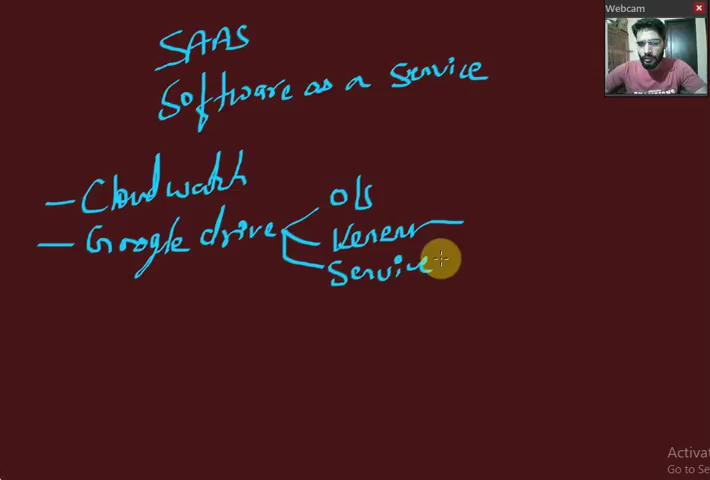 Webcam
SAAS
Software as a Service
- Cloudwatch
- Google drive
O/S
Service
Activat
Go to Se